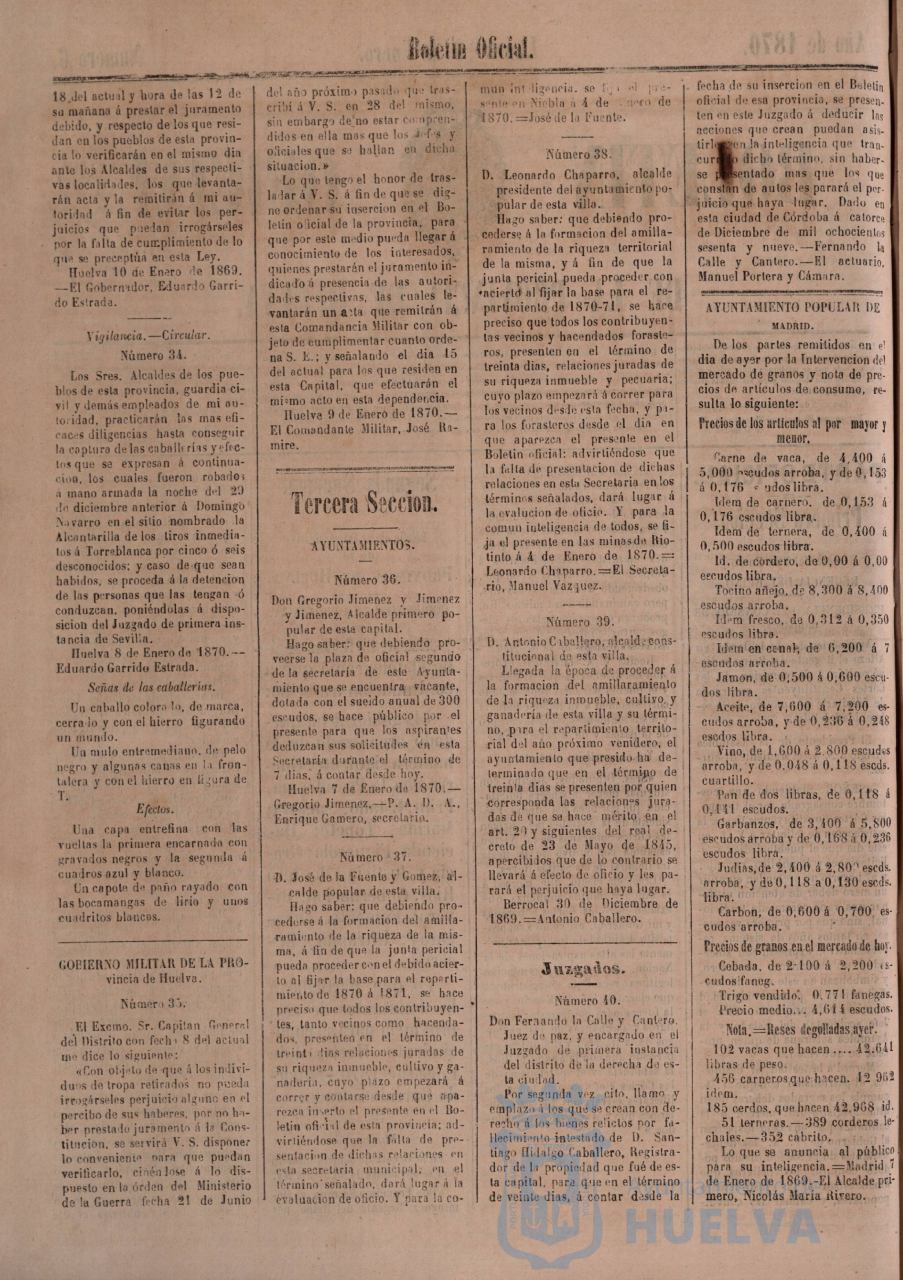 Boletin Oficial.
18 del actual y hora de las 12 de
su mañana á prestar el juramento
debido, y respecto de los que resi-
dan en los pueblos de esta provin-
cia lo verificarán en el mismo dia
ante los Alcaldes de sus respecti-
vas localidades, los que levanta-
rán acta y la remitirán á mi au-
toridad á fin de evitar los per-
juicios que puedan irrogárseles
por la falta de cumplimiento de lo
que se preceptúa en esta Ley.
Huelva 10 de Enero de 1869.
—El Gobernador, Eduardo Garri-
do Estrada.
Vigilancia.—Circular.
Número 34.
Los Sres. Alcaldes de los pue-
blos de esta provincia, guardia ci-
vil y demás empleados de mi au-
toridad, practicarán las mas efi-
caces diligencias hasta conseguir
la captura de las caballerías y efec-
tos que se expresan á continua-
cion, los cuales fueron robados
á mano armada la noche del 29
de diciembre anterior á Domingo
Navarro en el sitio nombrado la
Alcantarilla de los tiros inmedia-
tos á Torreblanca por cinco ó seis
desconocidos; y caso de que sean
habidos, se proceda á la detencion
de las personas que las tengan ó
conduzcan, poniéndolas á dispo-
sicion del Juzgado de primera ins-
tancia de Sevilla.
Huelva 8 de Enero de 1870.--
Eduardo Garrido Estrada.
Señas de las caballerías.
Un caballo colorado, de marca,
cerrado y con el hierro figurando
un mundo.
Un mulo entremediano, de pelo
negro y algunas canas en la fron-
talera y con el hierro en figura de
T.
Efectos.
Una capa entrefina con las
vueltas la primera encarnada con
gravados negros y la segunda á
cuadros azul y blanco.
Un capote de paño rayado con
las bocamangas de lirio y unos
cuadritos blancos.
GOBIERNO MILITAR DE LA PRO-
vincia de Huelva.
Número 35.
El Excmo. Sr. Capitan General
del Distrito con fecha 8 del actual
me dice lo siguiente:
«Con objeto de que á los indivi-
duos de tropa retirados no pueda
irrogárseles perjuicio alguno en el
percibo de sus haberes, por no ha-
ber prestado juramento á la Cons-
titucion, se servirá V. S. disponer
lo conveniente para que puedan
verificarlo, ciñéndose á lo dis-
puesto en la órden del Ministerio
de la Guerra fecha 21 de Junio
del año próximo pasado que tras-
cribí á V. S. en 28 del mismo,
sin embargo de no estar compren-
didos en ella mas que los Jefes y
oficiales que se hallan en dicha
situacion.»
Lo que tengo el honor de tras-
ladar á V. S. á fin de que se dig-
ne ordenar su insercion en el Bo-
letin oficial de la provincia, para
que por este medio pueda llegar á
conocimiento de los interesados,
quienes prestarán el juramento in-
dicado á presencia de las autori-
dades respectivas, las cuales le-
vantarán un acta que remitrán á
esta Comandancia Militar con ob-
jeto de cumplimentar cuanto orde-
na S. E.; y señalando el dia 15
del actual para los que residen en
esta Capital, que efectuarán el
mismo acto en esta dependencia.
Huelva 9 de Enero de 1870.—
El Comandante Militar, José Ra-
mire.
Tercera Seccion.
AYUNTAMIENTOS.
Número 36.
Don Gregorio Jimenez y Jimenez
y Jimenez, Alcalde primero po-
pular de esta capital.
Hago saber: que debiendo pro-
veerse la plaza de oficial segundo
de la secretaria de este Ayunta-
miento que se encuentra vacante,
dotada con el sueldo anual de 300
escudos, se hace público por el
presente para que los aspirantes
deduzcan sus solicitudes en esta
Secretaria durante el término de
7 dias, á contar desde hoy.
Huelva 7 de Enero de 1870.—
Gregorio Jimenez.—P. A. D. A.,
Enrique Gamero, secretario.
Número 37.
D. José de la Fuente y Gomez, al-
calde popular de esta villa.
Hago saber: que debiendo pro-
cederse á la formacion del amilla-
ramiento de la riqueza de la mis-
ma, á fin de que la junta pericial
pueda proceder con el debido acier-
to al fijar la base para el reparti-
miento de 1870 á 1871, se hace
preciso que todos los contribuyen-
tes, tanto vecinos como hacenda-
dos, presenten en el término de
treinta dias relaciones juradas de
su riqueza inmueble, cultivo y ga-
nadería, cuyo plazo empezará á
correr y contarse desde que apa-
rezca inserto el presente en el Bo-
letin oficial de esta provincia; ad-
virtiéndose que la falta de pre-
sentacion de dichas relaciones en
esta secretaria municipal, en el
término señalado, dará lugar á la
evaluacion de oficio. Y para la co-
mun inteligencia. se fija el pre-
sente en Niebla á 4 de Enero de
1870.=José de la Fuente.
Número 38.
D. Leonardo Chaparro, alcalde
presidente del ayuntamiento po-
pular de esta villa.
Hago saber: que debiendo pro-
cederse á la formacion del amilla-
ramiento de la riqueza territorial
de la misma, y á fin de que la
junta pericial pueda proceder con
acierto al fijar la base para el re-
partimiento de 1870-71, se hace
preciso que todos los contribuyen-
tes vecinos y hacendados foraste-
ros, presenten en el término de
treinta dias, relaciones juradas de
su riqueza inmueble y pecuaria;
cuyo plazo empezará á correr para
los vecinos desde esta fecha, y pa-
ra los forasteros desde el dia en
que aparezca el presente en el
Boletin oficial: advirtiéndose que
la falta de presentacion de dichas
relaciones en esta Secretaria en los
términos señalados, dará lugar á
la evalucion de oficio. Y para la
comun inteligencia de todos, se fi-
ja el presente en las minas de Rio-
tinto á 4 de Enero de 1870.=
Leonardo Chaparro.=El Secreta-
rio, Manuel Vazquez.
Número 39.
D. Antonio Caballero, alcalde cons-
titucional de esta villa.
Llegada la época de proceder á
la formacion del amillaramiento
de la riqueza inmueble, cultivo y
ganadería de esta villa y su térmi-
no, para el repartimiento territo-
rial del año próximo venidero, el
ayuntamiento que presido ha de-
terminado que en el término de
treinta dias se presenten por quien
corresponda las relaciones jura-
das de que se hace mérito en el
art. 20 y siguientes del real de-
creto de 23 de Mayo de 1845,
apercibidos que de lo contrario se
llevará á efecto de oficio y les pa-
rará el perjuicio que haya lugar.
Berrocal 30 de Diciembre de
1869.=Antonio Caballero.
Juzgados.
Número 40.
Don Fernando la Calle y Cantero,
Juez de paz, y encargado en el
Juzgado de primera instancia
del distrito de la derecha de es-
ta ciudad.
Por segunda vez cito, llamo y
emplazo á los que se crean con de-
recho á los bienes relictos por fa-
llecimiento intestado de D. San-
tiago Hidalgo Caballero, Registra-
dor de la propiedad que fué de es-
ta capital, para que en el término
de veinte dias, á contar desde la
fecha de su insercion en el Boletin
oficial de esa provincia, se presen-
ten en este Juzgado á deducir las
acciones que crean puedan asis-
tirles en la inteligencia que tran-
currido dicho término, sin haber-
se presentado mas que los que
constan de autos les parará el per-
juicio que haya lugar. Dado en
esta ciudad de Córdoba á catorce
de Diciembre de mil ochocientos
sesenta y nueve.—Fernando la
Calle y Cantero.—El actuario,
Manuel Portera y Cámara.
AYUNTAMIENTO POPULAR DE
MADRID.
De los partes remitidos en el
dia de ayer por la Intervencion del
mercado de granos y nota de pre-
cios de artículos de consumo, re-
sulta lo siguiente:
Precios de los artículos al por mayor y
menor.
Carne de vaca, de 4,400 á
5,000 escudos arroba, y de 0,153
á 0,176 escudos libra.
Idem de carnero, de 0,153 á
0,176 escudos libra.
Idem de ternera, de 0,400 á
0,500 escudos libra.
Id. de cordero, de 0,00 á 0,00
escudos libra.
Tocino añejo, de 8,300 á 8,400
escudos arroba.
Idem fresco, de 0,312 á 0,350
escudos libra.
Idem en canal, de 6,200 á 7
escudos arroba.
Jamon, de 0,500 á 0,600 escu-
dos libra.
Aceite, de 7,600 á 7,200 es-
cudos arroba, y de 0,236 á 0,248
escdos libra.
Vino, de 1,600 á 2,800 escudos
arroba, y de 0,048 á 0,118 escds.
cuartillo.
Pan de dos libras, de 0,118 á
0,141 escudos.
Garbanzos, de 3,400 á 5,800
escudos arroba y de 0,168 á 0,236
escudos libra.
Judias, de 2,400 á 2,800 escds.
arroba, y de 0,118 a 0,130 escds.
libra.
Carbon, de 0,600 á 0,700 es-
cudos arroba.
Precios de granos en el mercado de hoy.
Cebada, de 2-100 á 2,200 es-
cudos faneg.
Trigo vendido. 0.771 fanegas.
Precio medio... 4,614 escudos.
Nota.=Reses degolladas ayer.
102 vacas que hacen .... 42.641
libras de peso.
456 carneros que hacen. 12 962
idem.
185 cerdos, que hacen 42,968 id.
51 terneras.—389 corderos le-
chales.—352 cabrito.
Lo que se anuncia al público
para su inteligencia.=Madrid 7
de Enero de 1869.-El Alcalde pri-
mero, Nicolás Maria Rivero.
HUELVA